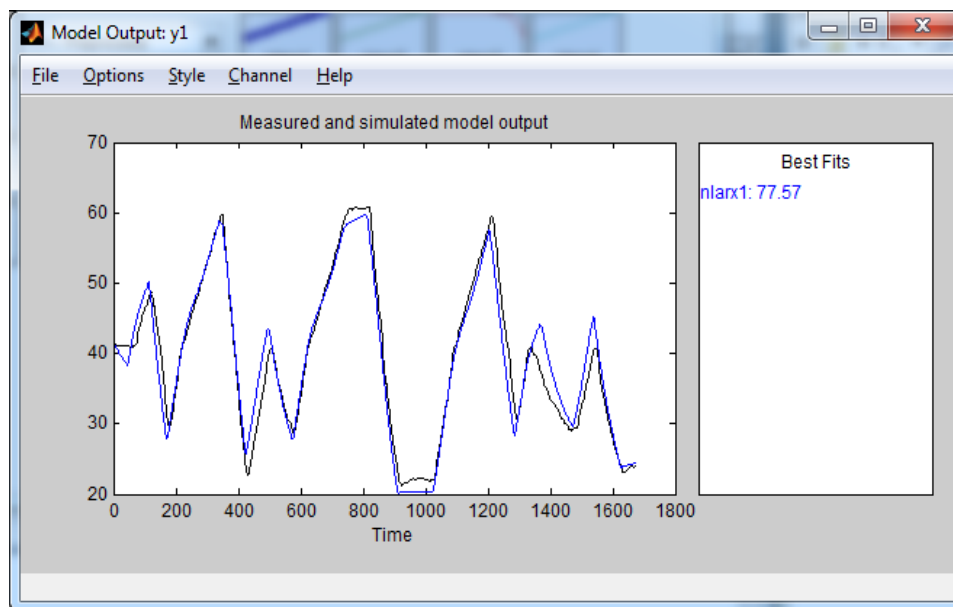 Model Output: y1
File Options Style Channel Help
Measured and simulated model output
70
60
50
40
30
20
0 200 400 600 800 1000 1200 1400 1600 1800
Time
Best Fits
nlarx1: 77.57